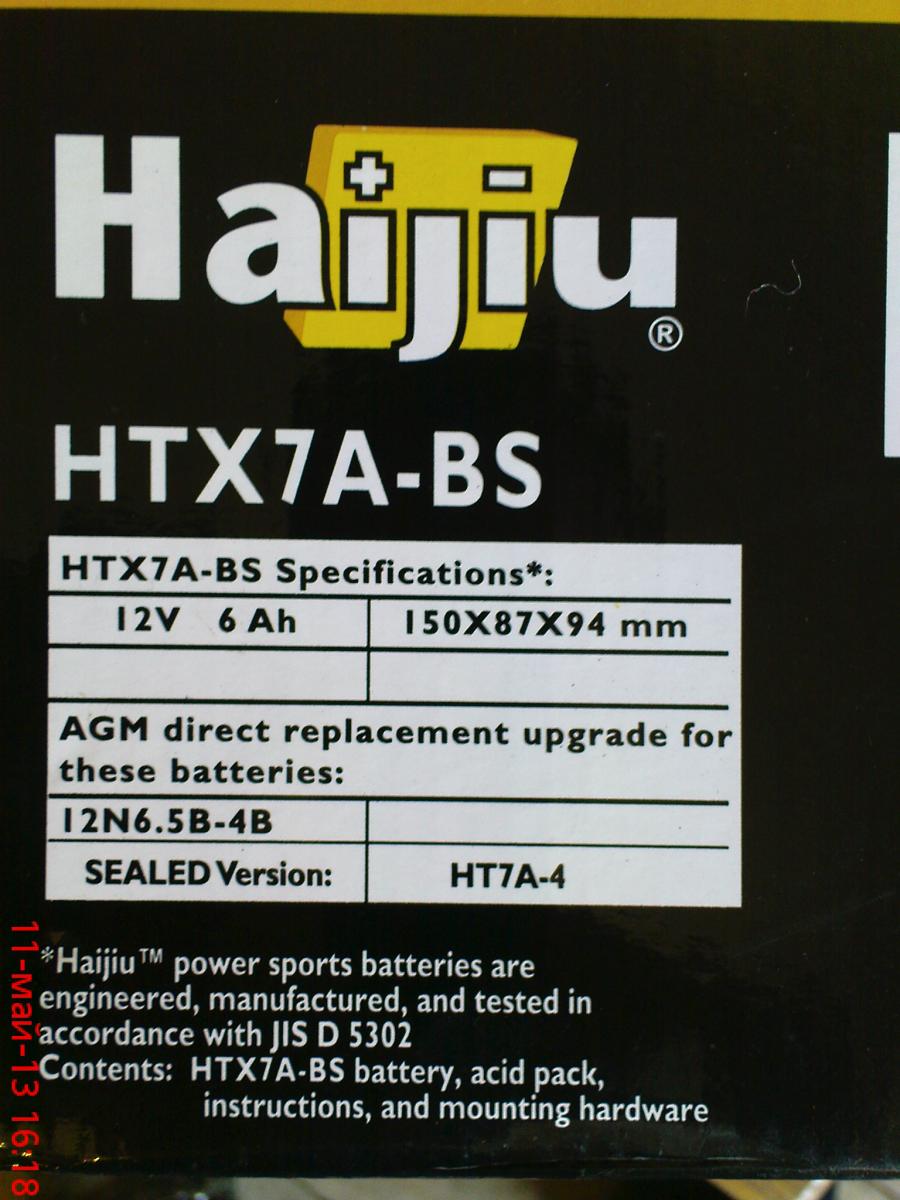 Haijiu®
HTX7A-BS
HTX7A-BS Specifications*:
12V 6 Ah 150X87X94 mm
AGM direct replacement upgrade for
these batteries:
12N6.5B-4B
SEALED Version: HT7A-4
*Haijiu™ power sports batteries are
engineered, manufactured, and tested in
accordance with JIS D 5302
Contents: HTX7A-BS battery, acid pack,
instructions, and mounting hardware
11-май-13 16:18